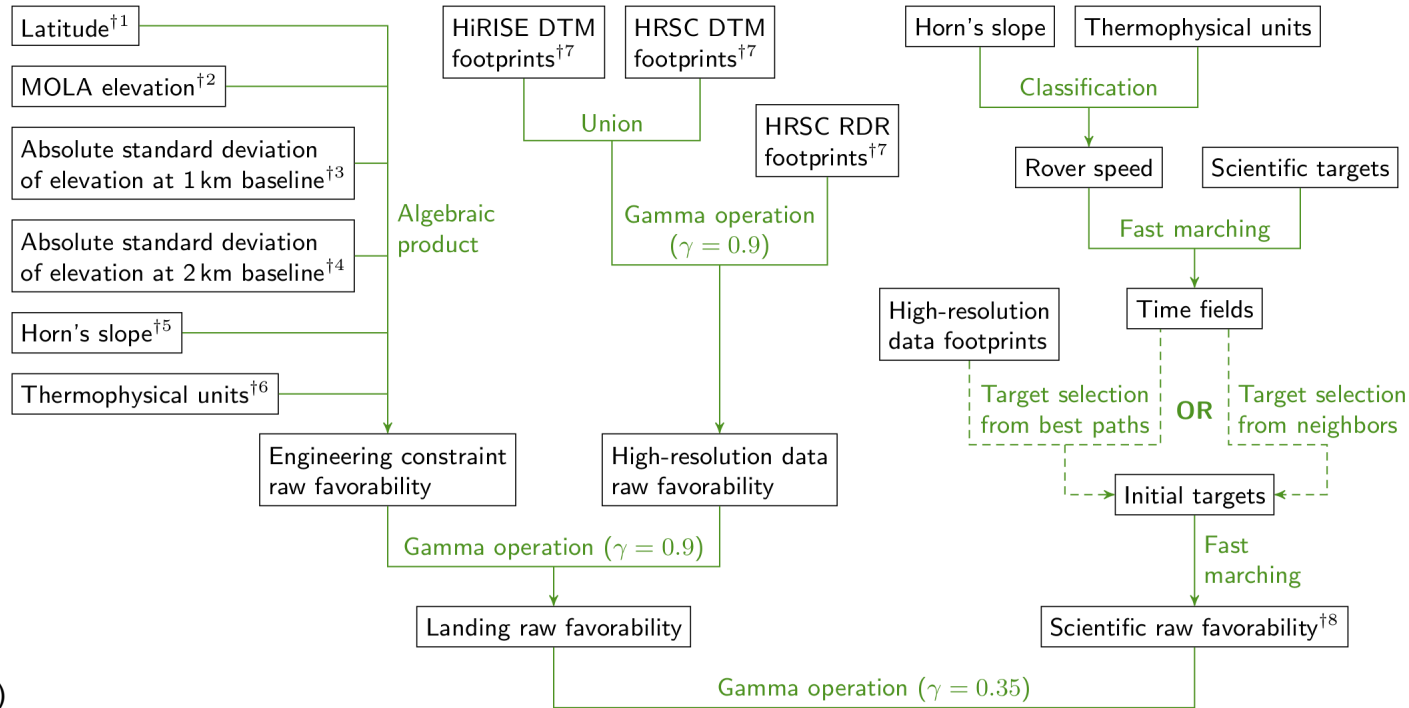 Latitude†1
MOLA elevation†2
Absolute standard deviation
of elevation at 1 km baseline†3
Absolute standard deviation
of elevation at 2 km baseline†4
Horn's slope†5
Thermophysical units†6
Algebraic
product
HiRISE DTM
footprints†7
HRSC DTM
footprints†7
Union
HRSC RDR
footprints†7
Gamma operation
(γ = 0.9)
Engineering constraint
raw favorability
High-resolution data
raw favorability
Gamma operation (γ = 0.9)
Landing raw favorability
Horn's slope
Thermophysical units
Classification
Rover speed
Scientific targets
Fast marching
High-resolution
data footprints
Time fields
Target selection
from best paths
OR
Target selection
from neighbors
Initial targets
Fast
marching
Scientific raw favorability†8
Gamma operation (γ = 0.35)
)